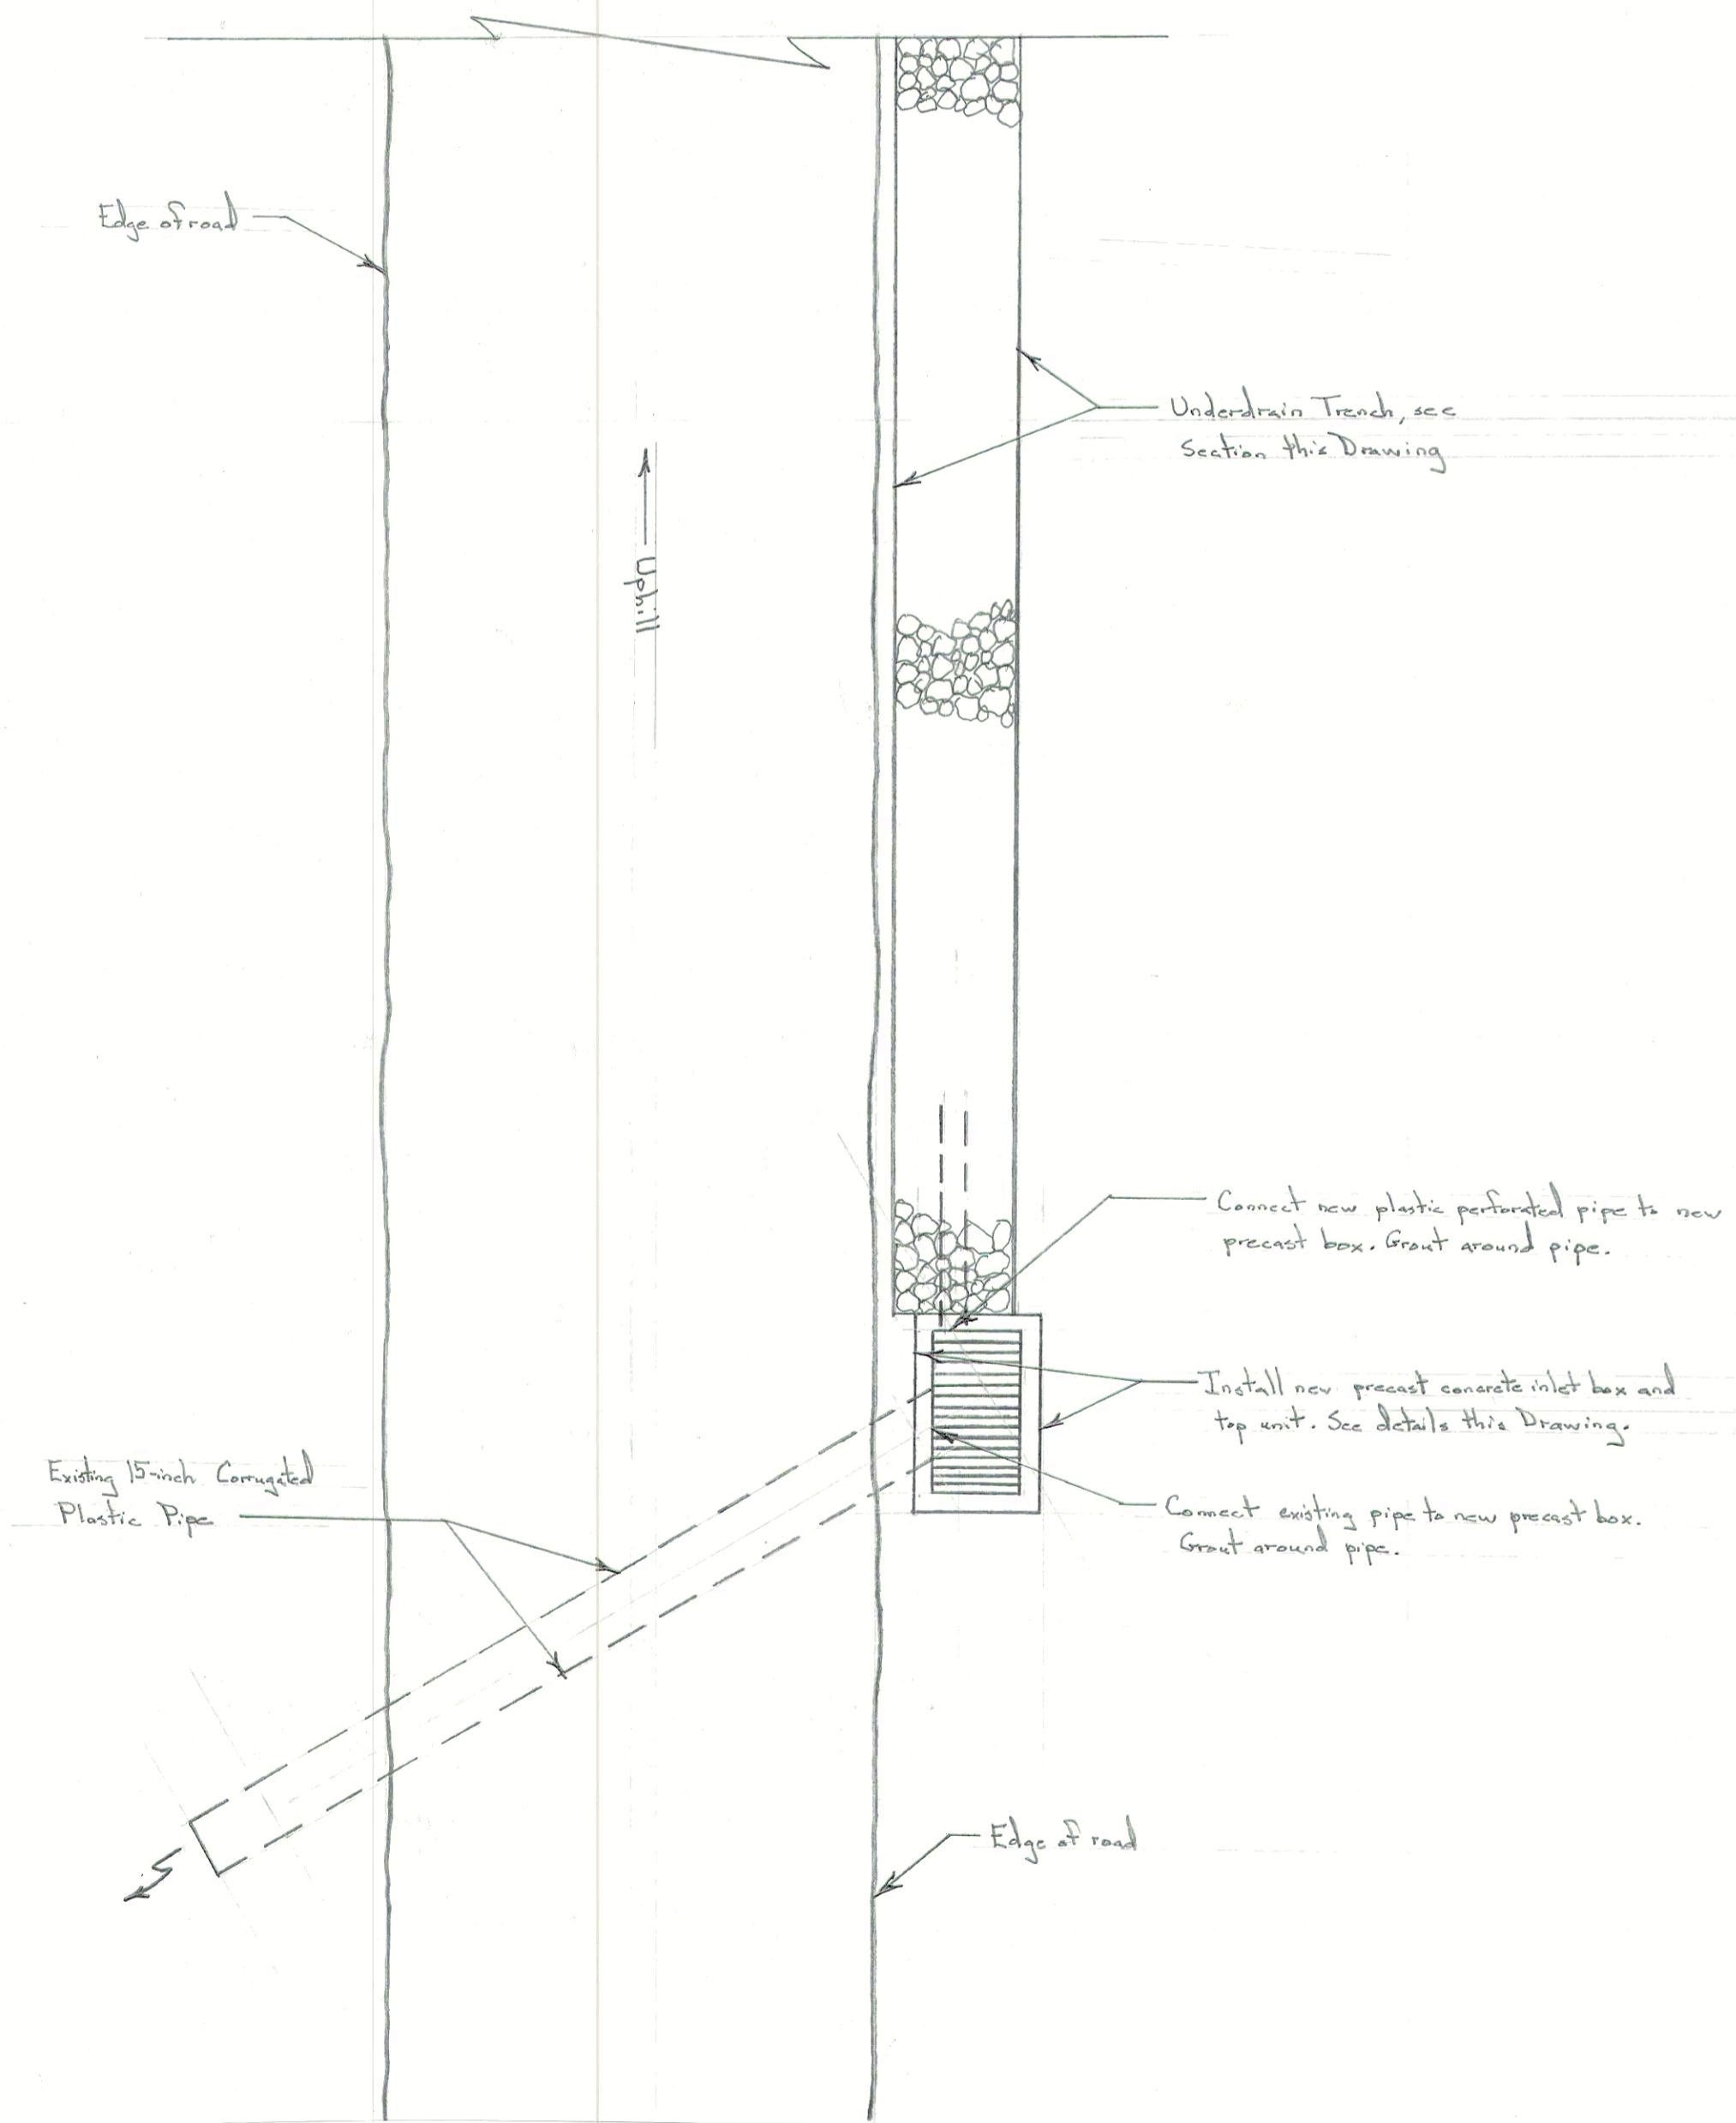 Edge of road
Underdrain Trench, see
Section this Drawing
Uphill
Connect new plastic perforated pipe to new
precast box. Grout around pipe.
Install new precast concrete inlet box and
top unit. See details this Drawing.
Existing 15-inch Corrugated
Plastic Pipe
Connect existing pipe to new precast box.
Grout around pipe.
Edge of road